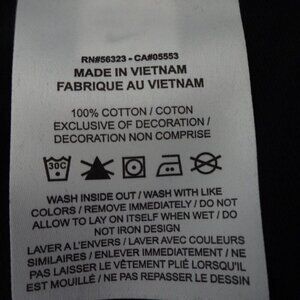 RN#56323 - CA#05553
MADE IN VIETNAM
FABRIQUE AU VIETNAM
100% COTTON / COTON
EXCLUSIVE OF DECORATION /
DECORATION NON COMPRISE
30C
WASH INSIDE OUT / WASH WITH LIKE
COLORS / REMOVE IMMEDIATELY / DO NOT
ALLOW TO LAY ON ITSELF WHEN WET / DO
NOT IRON DESIGN
LAVER A L'ENVERS / LAVER AVEC COULEURS
SIMILAIRES / ENLEVER IMMEDIATEMENT / NE
PAS LAISSER LE VÊTEMENT PLIÉ LORSQU'IL
EST MOUILLÉ / NE PAS REPASSER LE DESSIN